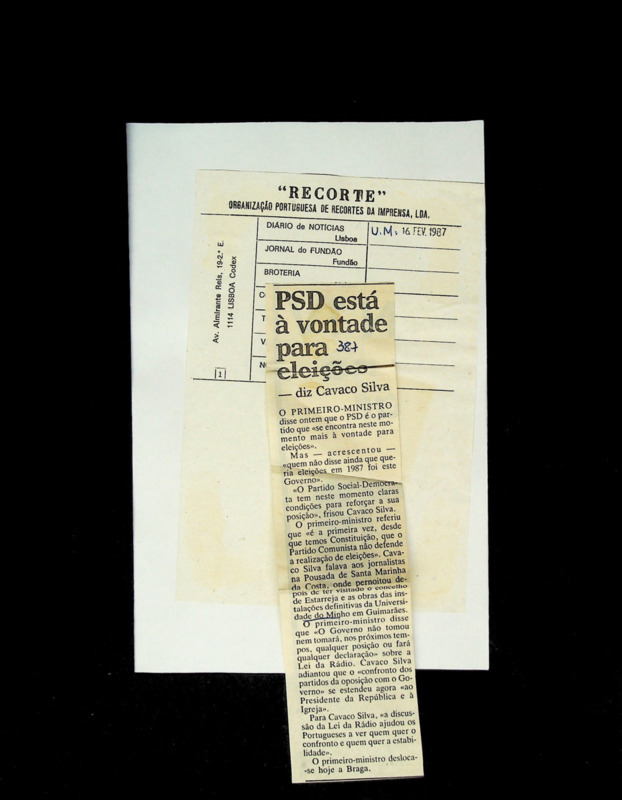 "RECORTE"
ORGANIZAÇÃO PORTUGUESA DE RECORTES DA IMPRENSA, LDA.
Av. Almirante Reis, 19-2.º E.
1114 LISBOA Codex
1
DIÁRIO de NOTÍCIAS
Lisboa
U.M. 16 FEV. 1987
JORNAL do FUNDÃO
Fundão
BROTERIA
C
T
V
N
PSD está
à vontade
para 387
eleições
— diz Cavaco Silva
O PRIMEIRO-MINISTRO
disse ontem que o PSD é o par-
tido que «se encontra neste mo-
mento mais à vontade para
eleições».
Mas — acrescentou —
«quem não disse ainda que que-
ria eleições em 1987 foi este
Governo».
«O Partido Social-Democra-
ta tem neste momento claras
condições para reforçar a sua
posição», frisou Cavaco Silva.
O primeiro-ministro referiu
que «é a primeira vez, desde
que temos Constituição, que o
Partido Comunista não defende
a realização de eleições». Cava-
co Silva falava aos jornalistas
na Pousada de Santa Marinha
da Costa, onde pernoitou de-
pois de ter visitado o concelho
de Estarreja e as obras das ins-
talações definitivas da Universi-
dade do Minho em Guimarães.
O primeiro-ministro disse
que «O Governo não tomou
nem tomará, nos próximos tem-
pos, qualquer posição ou fará
qualquer declaração» sobre a
Lei da Rádio. Cavaco Silva
adiantou que o «confronto dos
partidos da oposição com o Go-
verno» se estendeu agora «ao
Presidente da República e à
Igreja».
Para Cavaco Silva, «a discus-
são da Lei da Rádio ajudou os
Portugueses a ver quem quer o
confronto e quem quer a estabi-
lidade».
O primeiro-ministro desloca-
-se hoje a Braga.